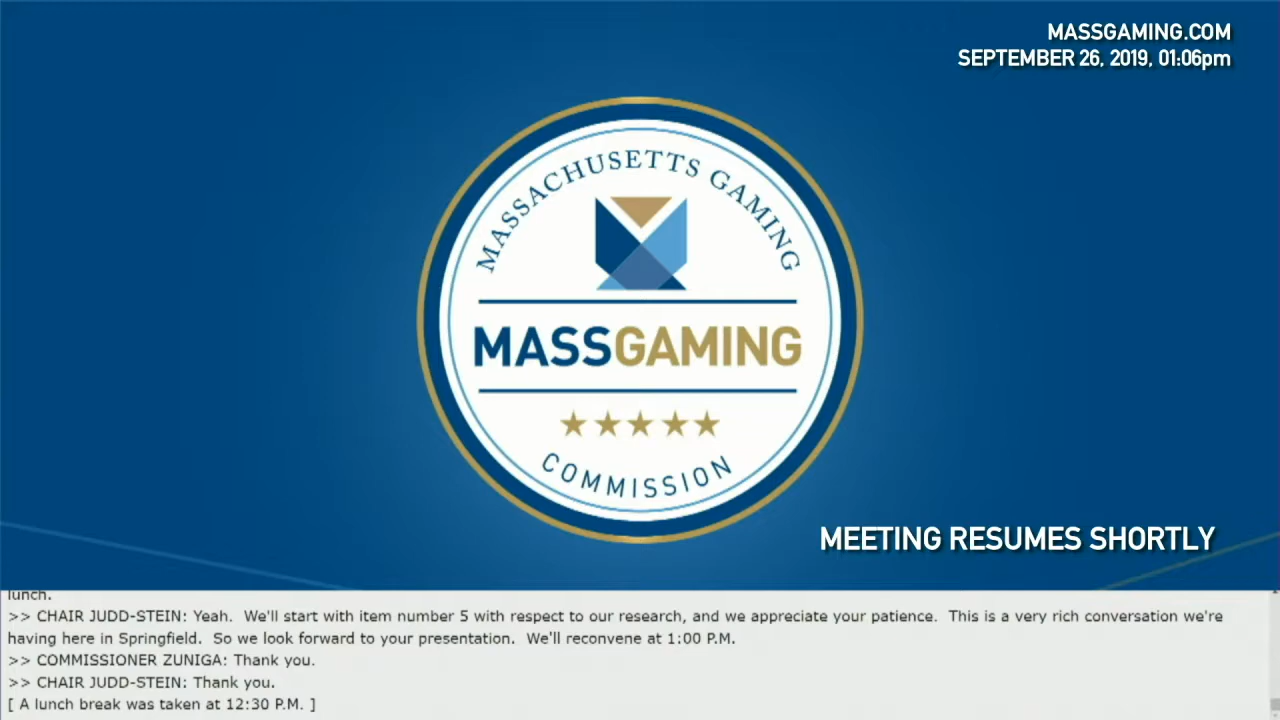 MASSGAMING.COM
SEPTEMBER 26, 2019, 01:06pm
MASSACHUSETTS GAMING
MASSGAMING
COMMISSION
MEETING RESUMES SHORTLY
lunch.
>> CHAIR JUDD-STEIN: Yeah.  We'll start with item number 5 with respect to our research, and we appreciate your patience.  This is a very rich conversation we're
having here in Springfield.  So we look forward to your presentation.  We'll reconvene at 1:00 P.M.
>> COMMISSIONER ZUNIGA: Thank you.
>> CHAIR JUDD-STEIN: Thank you.
[ A lunch break was taken at 12:30 P.M. ]